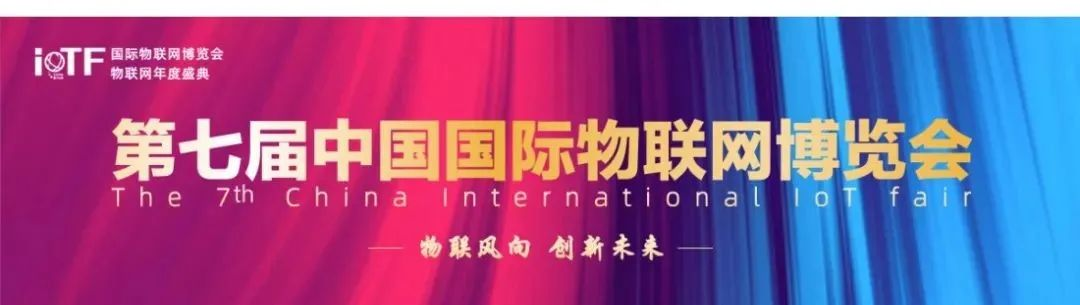 iOTF
国际物联网博览会
物联网年度盛典
第七届中国国际物联网博览会
The 7th China International IoT fair
物联风向 创新未来